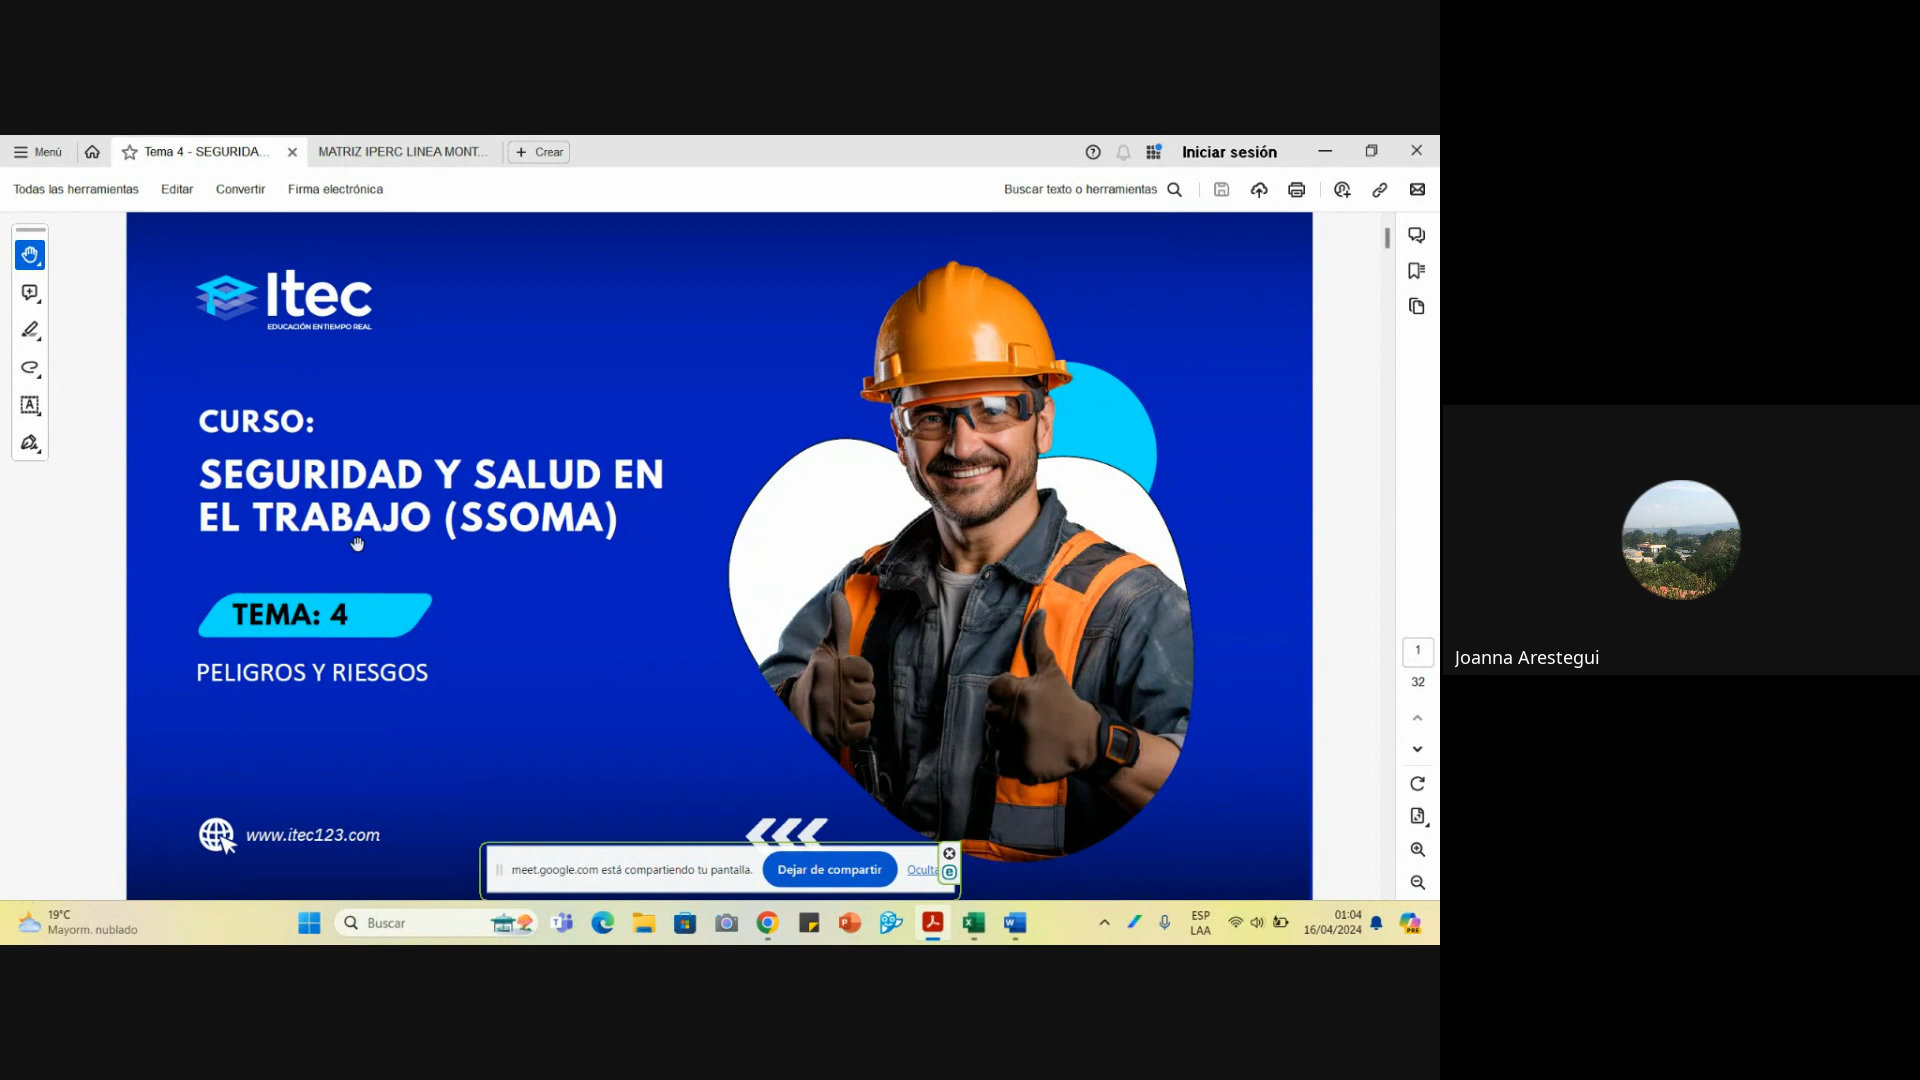 Menú
Tema 4 - SEGURIDA...
MATRIZ IPERC LINEA MONT...
Crear
Iniciar sesión
Todas las herramientas
Editar
Convertir
Firma electrónica
Buscar texto o herramientas
Itec
EDUCACIÓN EN TIEMPO REAL
CURSO:
SEGURIDAD Y SALUD EN
EL TRABAJO (SSOMA)
TEMA: 4
PELIGROS Y RIESGOS
www.itec123.com
1
32
Joanna Arestegui
meet.google.com está compartiendo tu pantalla.
Dejar de compartir
Oculta
19°C
Mayorm. nublado
Buscar
ESP
LAA
01:04
16/04/2024